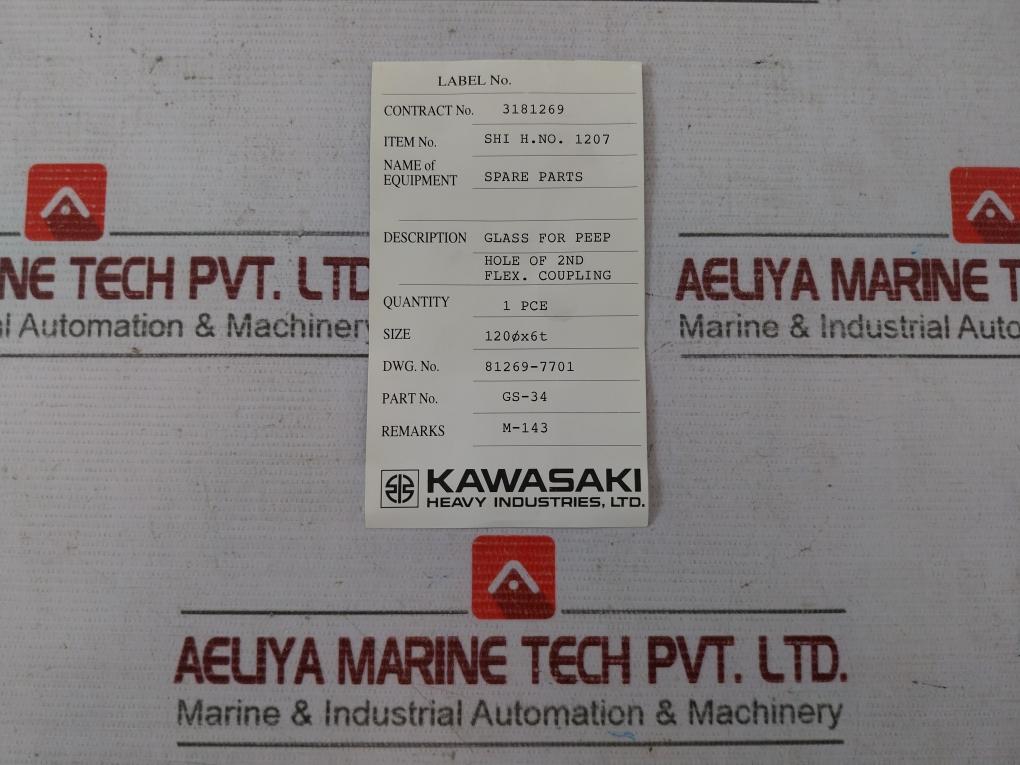 LABEL No.
CONTRACT No. 3181269
ITEM No. SHI H.NO. 1207
NAME of
EQUIPMENT SPARE PARTS
DESCRIPTION GLASS FOR PEEP
HOLE OF 2ND
FLEX. COUPLING
QUANTITY 1 PCE
SIZE 120øx6t
DWG. No. 81269-7701
PART No. GS-34
REMARKS M-143
KAWASAKI
HEAVY INDUSTRIES, LTD.
NE TECH PVT. LTD
al Automation & Machinery
AELIYA MARINE T
Marine & Industrial Auto
AELIYA MARINE TECH PVT. LTD.
Marine & Industrial Automation & Machinery